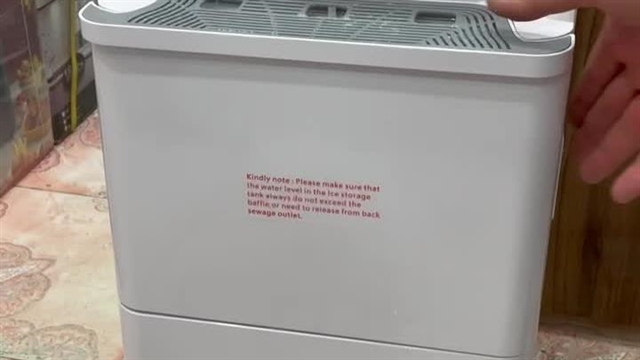 Kindly note : Please make sure that
the water level in the Ice storage
tank always do not exceed the
baffle,or need to release from back
sewage outlet.